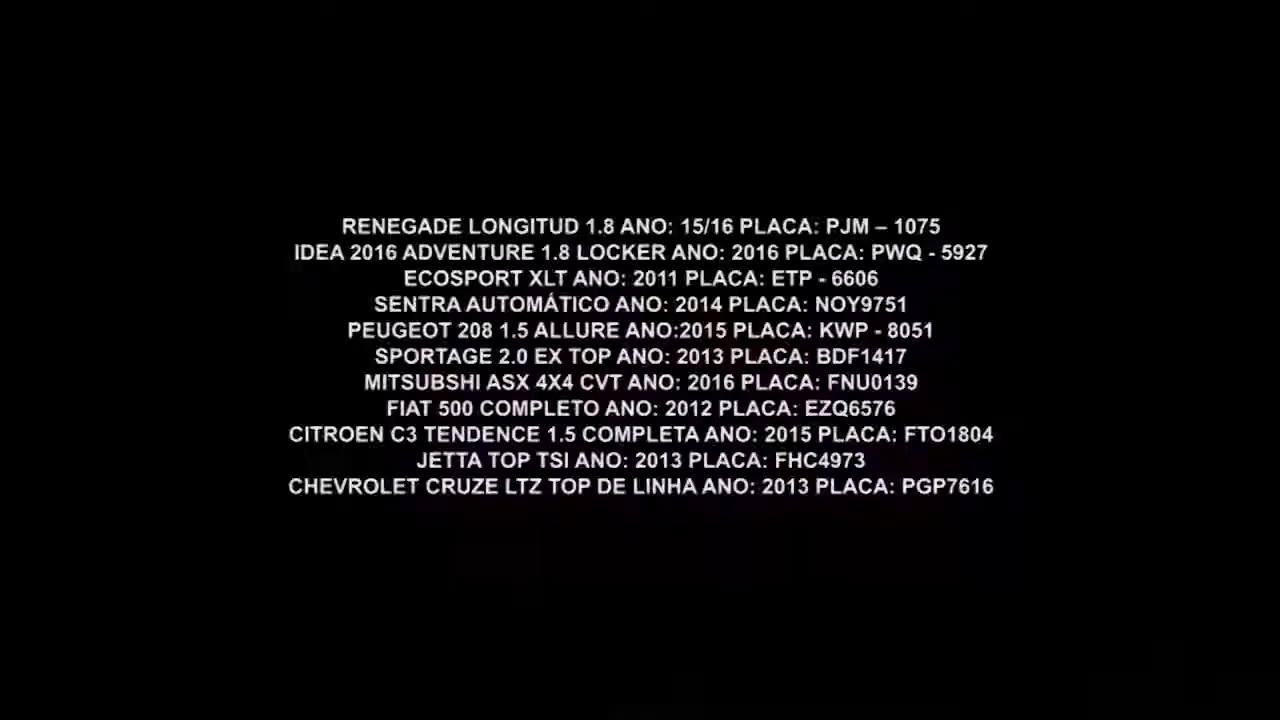 RENEGADE LONGITUD 1.8 ANO: 15/16 PLACA: PJM – 1075
IDEA 2016 ADVENTURE 1.8 LOCKER ANO: 2016 PLACA: PWQ - 5927
ECOSPORT XLT ANO: 2011 PLACA: ETP - 6606
SENTRA AUTOMÁTICO ANO: 2014 PLACA: NOY9751
PEUGEOT 208 1.5 ALLURE ANO:2015 PLACA: KWP - 8051
SPORTAGE 2.0 EX TOP ANO: 2013 PLACA: BDF1417
MITSUBSHI ASX 4X4 CVT ANO: 2016 PLACA: FNU0139
FIAT 500 COMPLETO ANO: 2012 PLACA: EZQ6576
CITROEN C3 TENDENCE 1.5 COMPLETA ANO: 2015 PLACA: FTO1804
JETTA TOP TSI ANO: 2013 PLACA: FHC4973
CHEVROLET CRUZE LTZ TOP DE LINHA ANO: 2013 PLACA: PGP7616